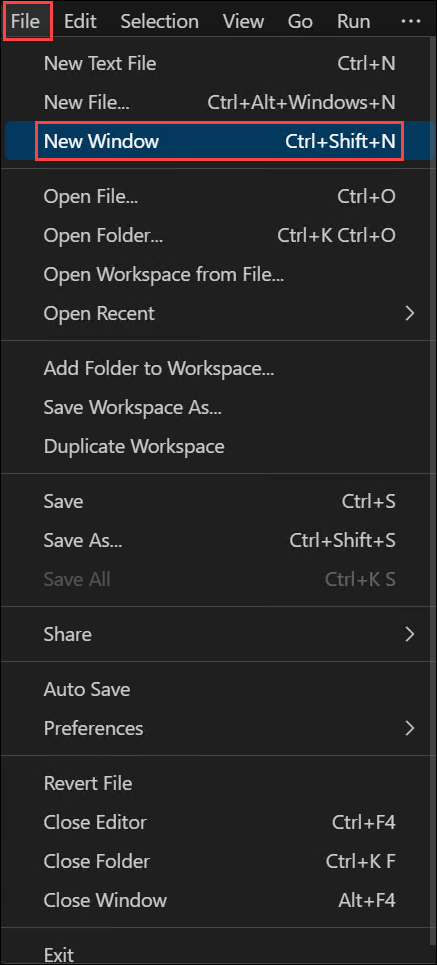 File Edit Selection View Go Run ...
New Text File Ctrl+N
New File... Ctrl+Alt+Windows+N
New Window Ctrl+Shift+N
Open File... Ctrl+O
Open Folder... Ctrl+K Ctrl+O
Open Workspace from File...
Open Recent
Add Folder to Workspace...
Save Workspace As...
Duplicate Workspace
Save Ctrl+S
Save As... Ctrl+Shift+S
Save All Ctrl+K S
Share
Auto Save
Preferences
Revert File
Close Editor Ctrl+F4
Close Folder Ctrl+K F
Close Window Alt+F4
Exit